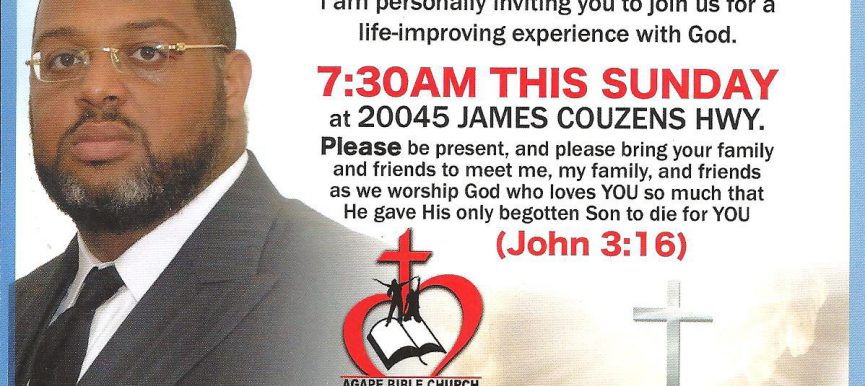 I am personally inviting you to join us for a
life-improving experience with God.
7:30AM THIS SUNDAY
at 20045 JAMES COUZENS HWY.
Please be present, and please bring your family
and friends to meet me, my family, and friends
as we worship God who loves YOU so much that
He gave His only begotten Son to die for YOU
(John 3:16)
AGAPE BIBLE CHURCH